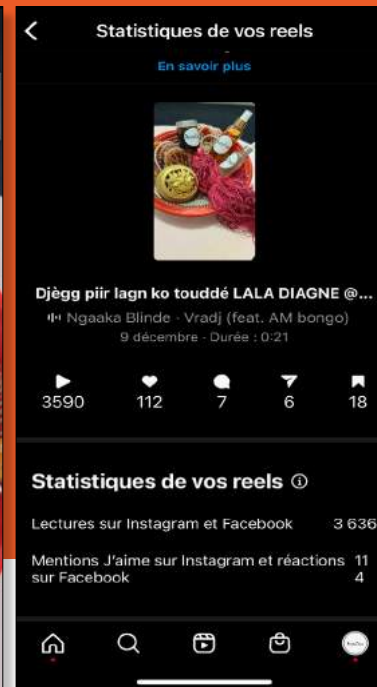 Statistiques de vos reels
En savoir plus
Djègg piir lagn ko touddé LALA DIAGNE @...
Ngaaka Blinde · Vradj (feat. AM bongo)
9 décembre · Durée : 0:21
3590 112 7 6 18
Statistiques de vos reels
Lectures sur Instagram et Facebook 3 636
Mentions J'aime sur Instagram et réactions 11
sur Facebook 4